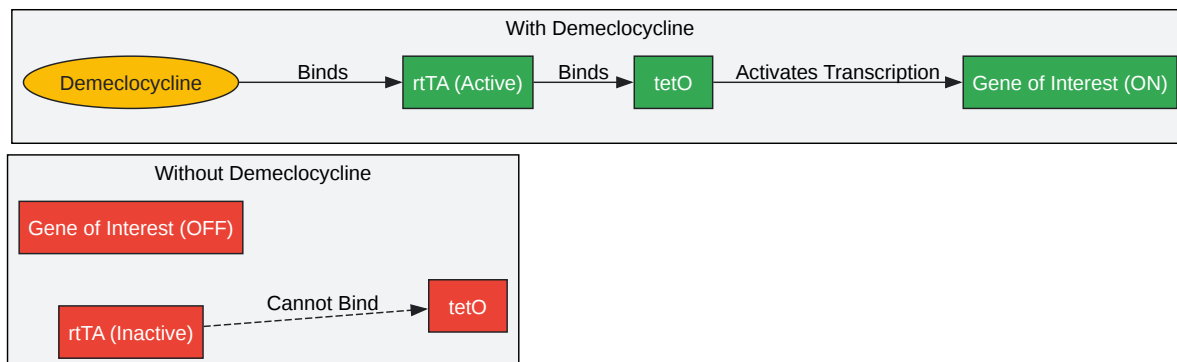 With Demeclocycline
Demeclocycline
Binds
rtTA (Active)
Binds
tetO
Activates Transcription
Gene of Interest (ON)
Without Demeclocycline
Gene of Interest (OFF)
rtTA (Inactive)
Cannot Bind
tetO